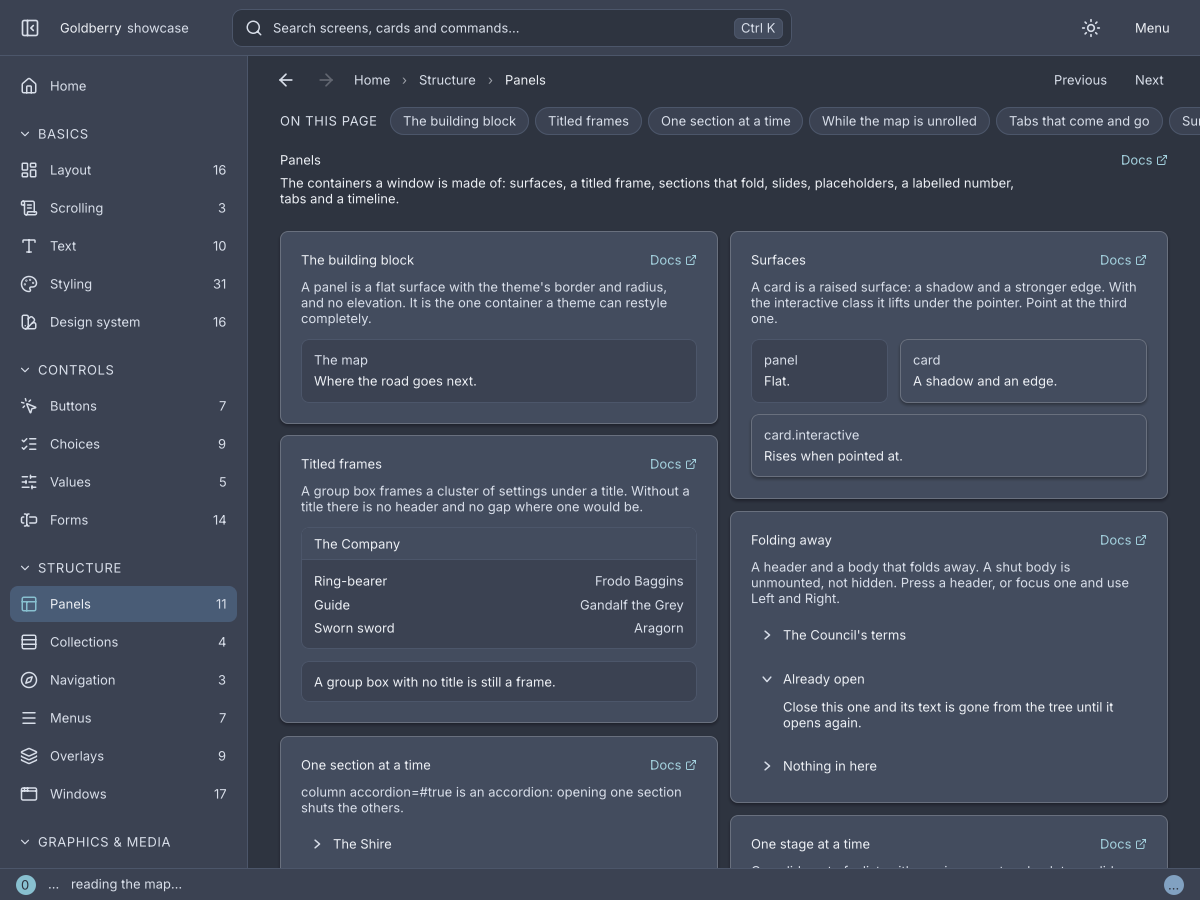 Goldberry showcase
Search screens, cards and commands...
Ctrl K
Menu
Home
BASICS
Layout 16
Scrolling 3
Text 10
Styling 31
Design system 16
CONTROLS
Buttons 7
Choices 9
Values 5
Forms 14
STRUCTURE
Panels 11
Collections 4
Navigation 3
Menus 7
Overlays 9
Windows 17
GRAPHICS & MEDIA
Home › Structure › Panels
Previous
Next
ON THIS PAGE
The building block
Titled frames
One section at a time
While the map is unrolled
Tabs that come and go
Panels
Docs
The containers a window is made of: surfaces, a titled frame, sections that fold, slides, placeholders, a labelled number,
tabs and a timeline.
The building block
Docs
A panel is a flat surface with the theme's border and radius,
and no elevation. It is the one container a theme can restyle
completely.
The map
Where the road goes next.
Titled frames
Docs
A group box frames a cluster of settings under a title. Without a
title there is no header and no gap where one would be.
The Company
Ring-bearer Frodo Baggins
Guide Gandalf the Grey
Sworn sword Aragorn
A group box with no title is still a frame.
One section at a time
Docs
column accordion=#true is an accordion: opening one section
shuts the others.
The Shire
Surfaces
Docs
A card is a raised surface: a shadow and a stronger edge. With
the interactive class it lifts under the pointer. Point at the third
one.
panel
Flat.
card
A shadow and an edge.
card.interactive
Rises when pointed at.
Folding away
Docs
A header and a body that folds away. A shut body is
unmounted, not hidden. Press a header, or focus one and use
Left and Right.
The Council's terms
Already open
Close this one and its text is gone from the tree until it
opens again.
Nothing in here
One stage at a time
Docs
0 ... reading the map...
...